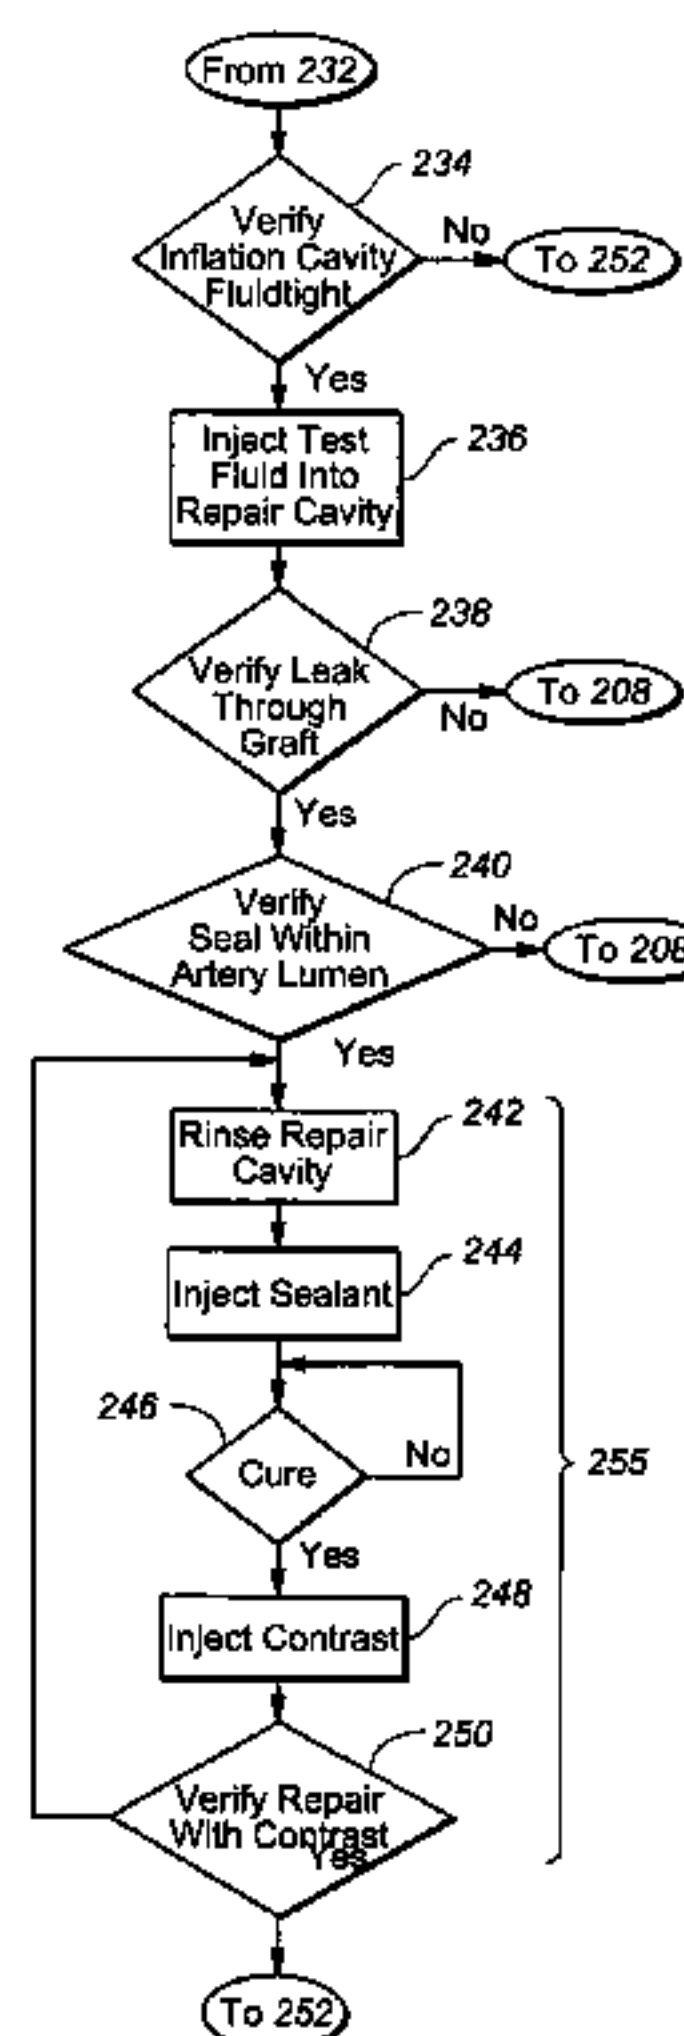 From 232
234
Verify
Inflation Cavity
Fluidtight
No
To 252
Yes
Inject Test
Fluid Into
Repair Cavity
236
238
Verify Leak
Through
Graft
No
To 208
Yes
240
Verify
Seal Within
Artery Lumen
No
To 208
Yes
Rinse Repair
Cavity
242
Inject Sealant
244
246
Cure
No
255
Yes
Inject Contrast
248
250
Verify Repair
With Contrast
Yes
To 252